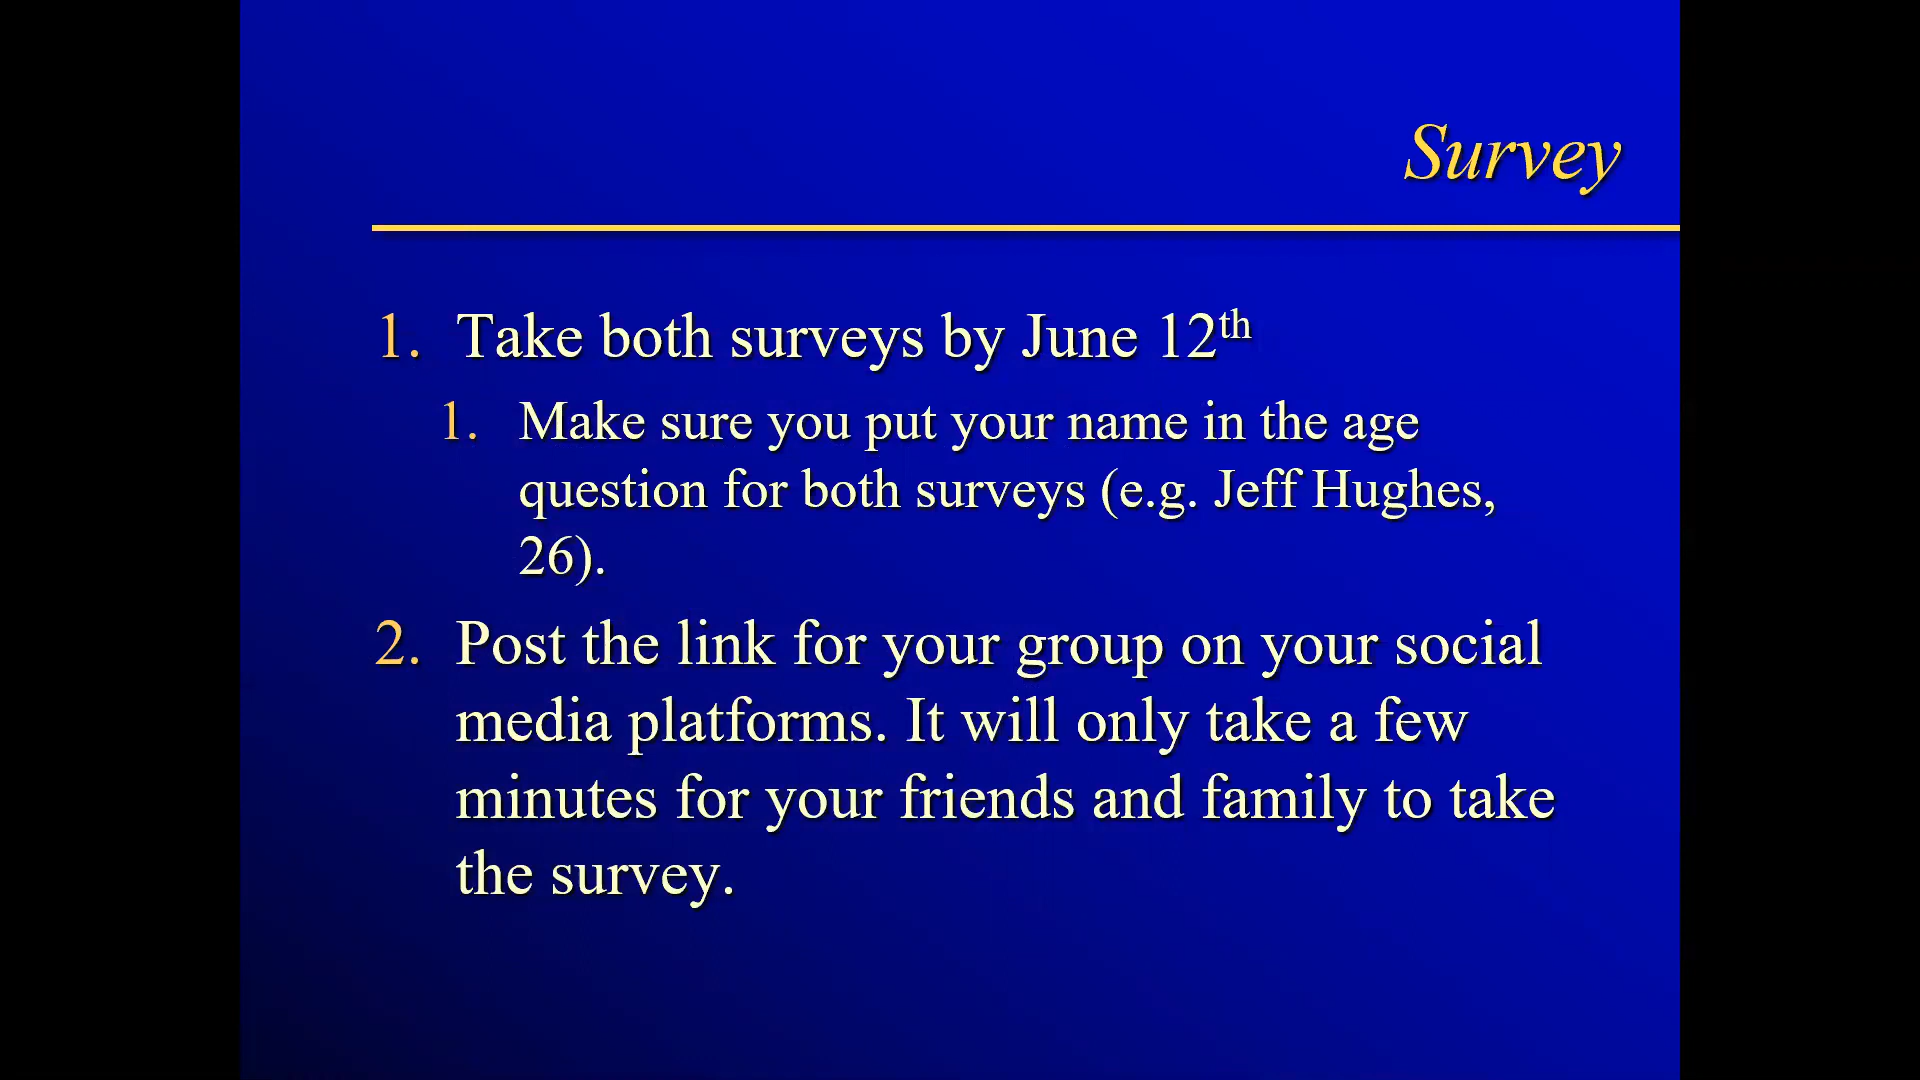 Survey
1. Take both surveys by June 12th
1. Make sure you put your name in the age
question for both surveys (e.g. Jeff Hughes,
26).
2. Post the link for your group on your social
media platforms. It will only take a few
minutes for your friends and family to take
the survey.